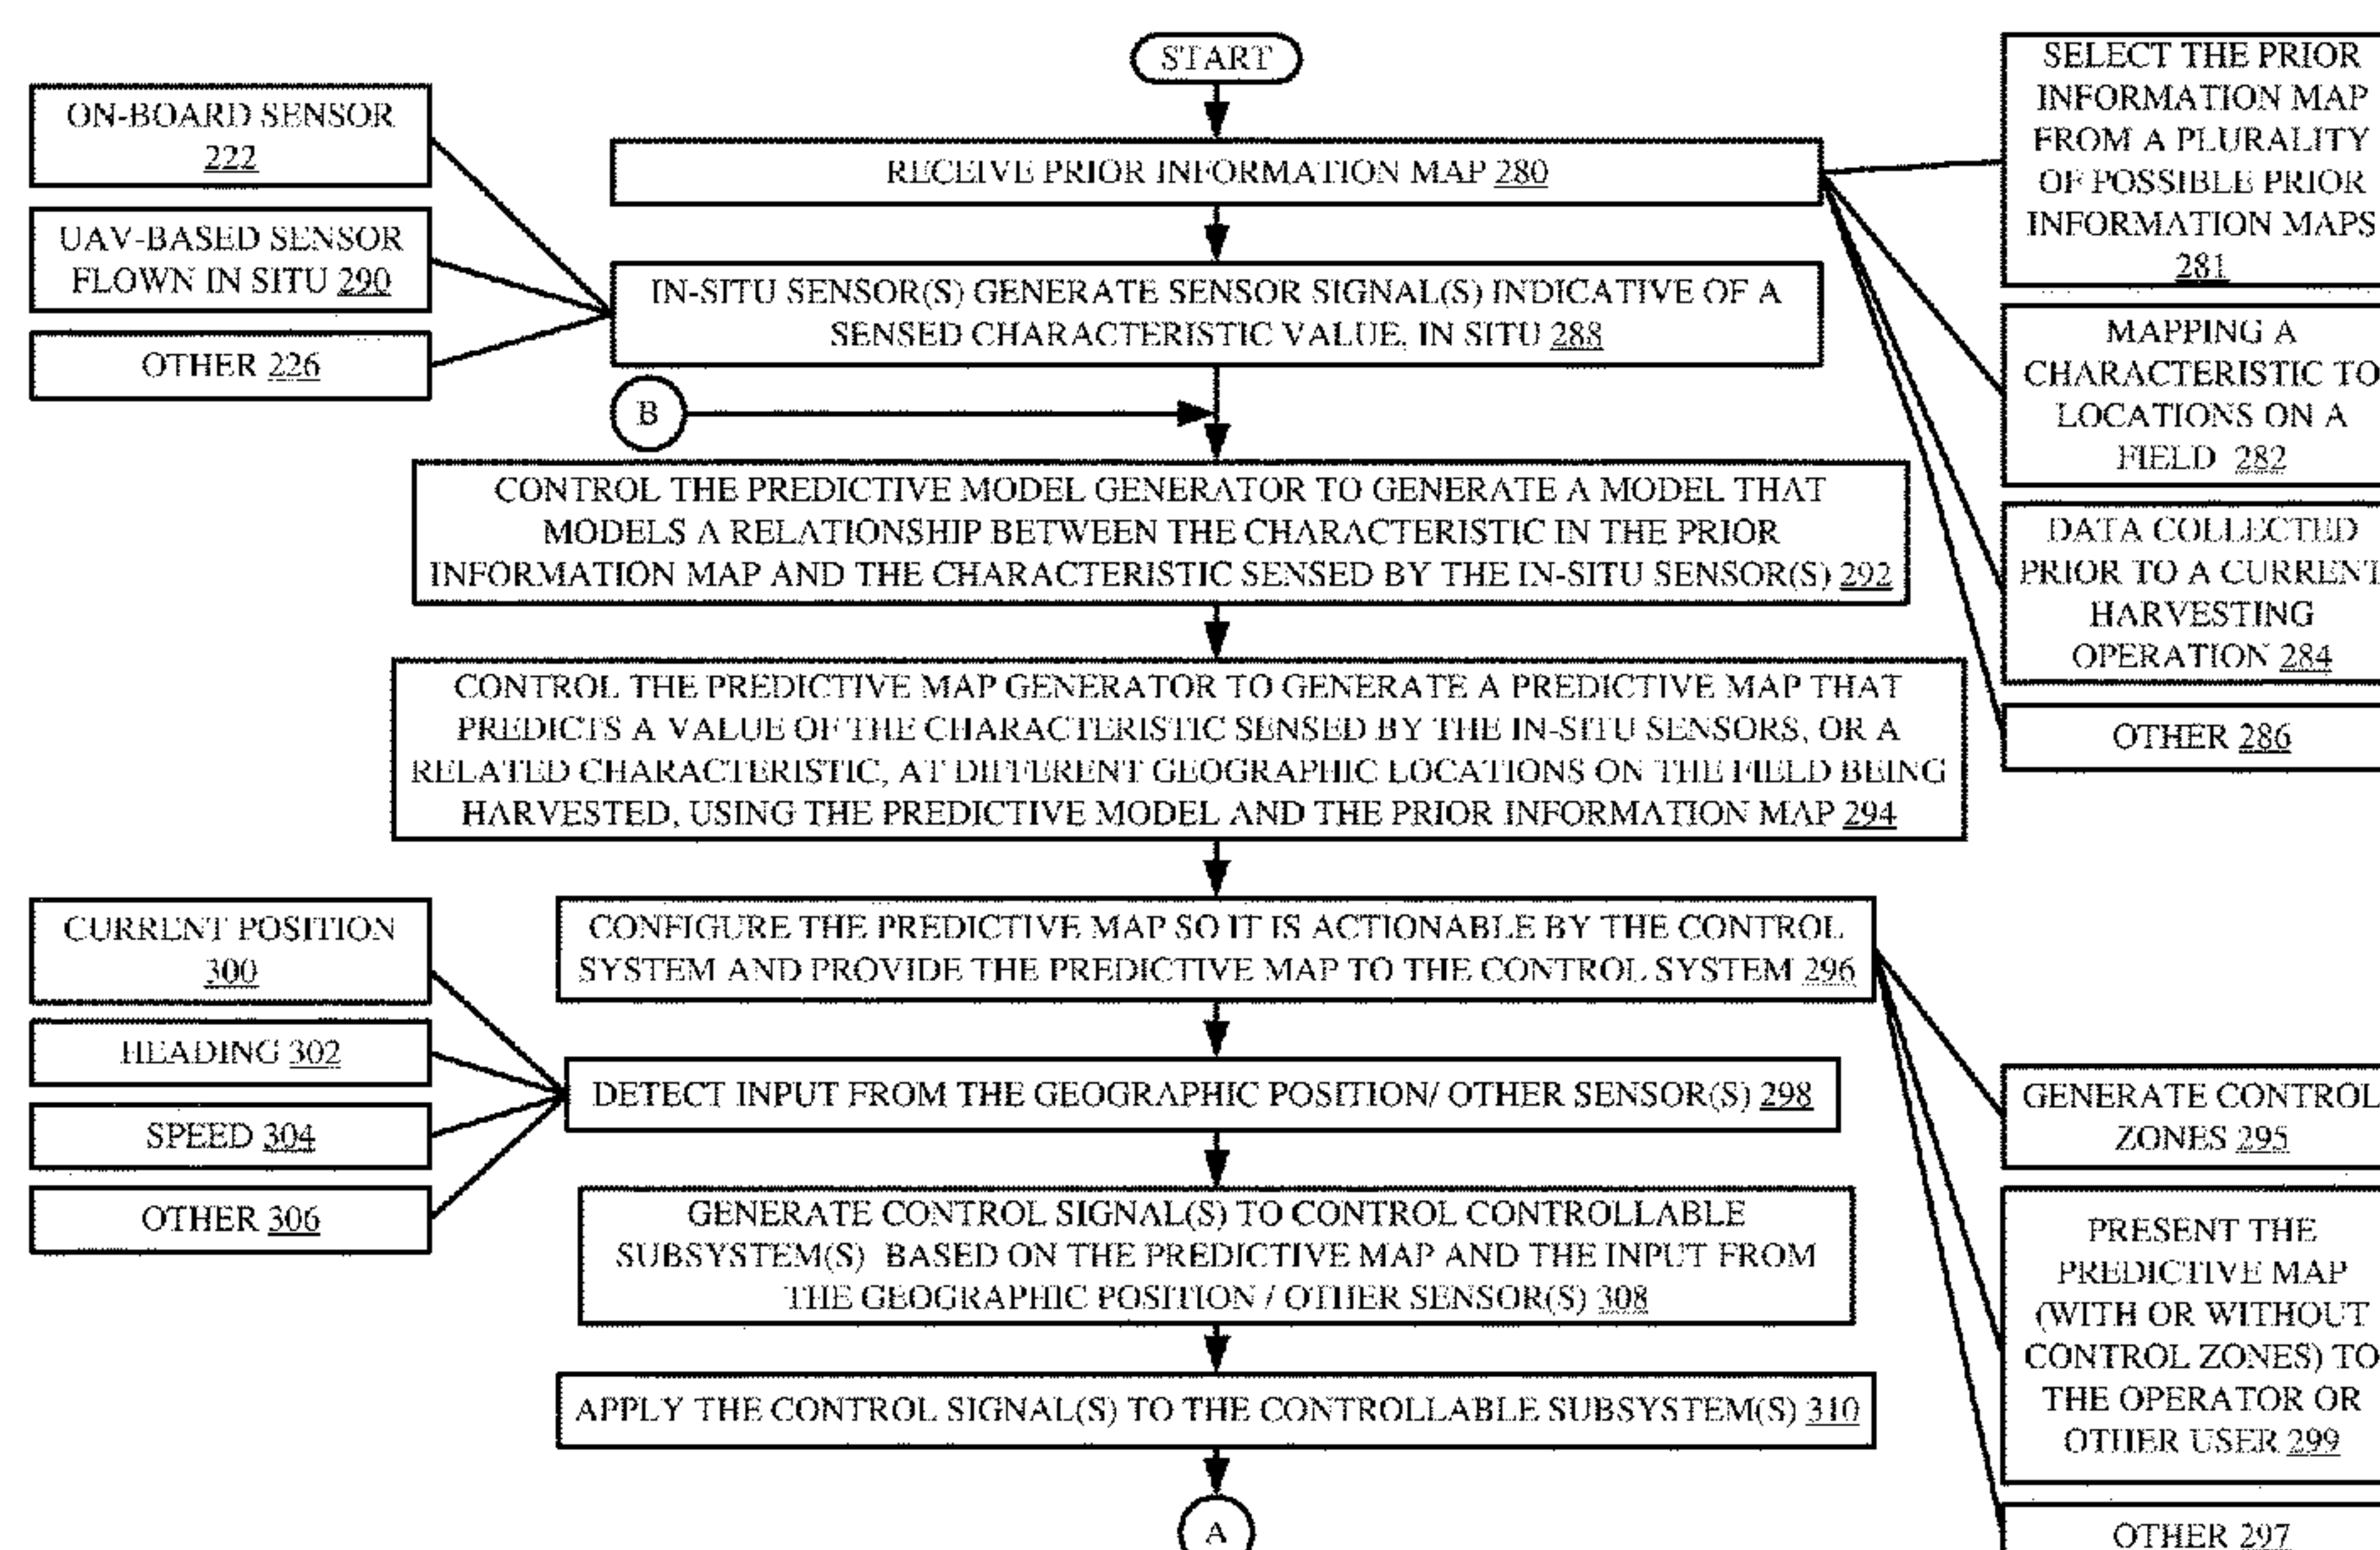 START
ON-BOARD SENSOR
222
UAV-BASED SENSOR
FLOWN IN SITU 290
OTHER 226
RECEIVE PRIOR INFORMATION MAP 280
IN-SITU SENSOR(S) GENERATE SENSOR SIGNAL(S) INDICATIVE OF A
SENSED CHARACTERISTIC VALUE, IN SITU 288
SELECT THE PRIOR
INFORMATION MAP
FROM A PLURALITY
OF POSSIBLE PRIOR
INFORMATION MAPS
281
MAPPING A
CHARACTERISTIC TO
LOCATIONS ON A
FIELD 282
DATA COLLECTED
PRIOR TO A CURRENT
HARVESTING
OPERATION 284
OTHER 286
B
CONTROL THE PREDICTIVE MODEL GENERATOR TO GENERATE A MODEL THAT
MODELS A RELATIONSHIP BETWEEN THE CHARACTERISTIC IN THE PRIOR
INFORMATION MAP AND THE CHARACTERISTIC SENSED BY THE IN-SITU SENSOR(S) 292
CONTROL THE PREDICTIVE MAP GENERATOR TO GENERATE A PREDICTIVE MAP THAT
PREDICTS A VALUE OF THE CHARACTERISTIC SENSED BY THE IN-SITU SENSORS, OR A
RELATED CHARACTERISTIC, AT DIFFERENT GEOGRAPHIC LOCATIONS ON THE FIELD BEING
HARVESTED, USING THE PREDICTIVE MODEL AND THE PRIOR INFORMATION MAP 294
CONFIGURE THE PREDICTIVE MAP SO IT IS ACTIONABLE BY THE CONTROL
SYSTEM AND PROVIDE THE PREDICTIVE MAP TO THE CONTROL SYSTEM 296
CURRENT POSITION
300
HEADING 302
SPEED 304
OTHER 306
DETECT INPUT FROM THE GEOGRAPHIC POSITION/ OTHER SENSOR(S) 298
GENERATE CONTROL SIGNAL(S) TO CONTROL CONTROLLABLE
SUBSYSTEM(S) BASED ON THE PREDICTIVE MAP AND THE INPUT FROM
THE GEOGRAPHIC POSITION / OTHER SENSOR(S) 308
APPLY THE CONTROL SIGNAL(S) TO THE CONTROLLABLE SUBSYSTEM(S) 310
GENERATE CONTROL
ZONES 295
PRESENT THE
PREDICTIVE MAP
(WITH OR WITHOUT
CONTROL ZONES) TO
THE OPERATOR OR
OTHER USER 299
OTHER 297
A